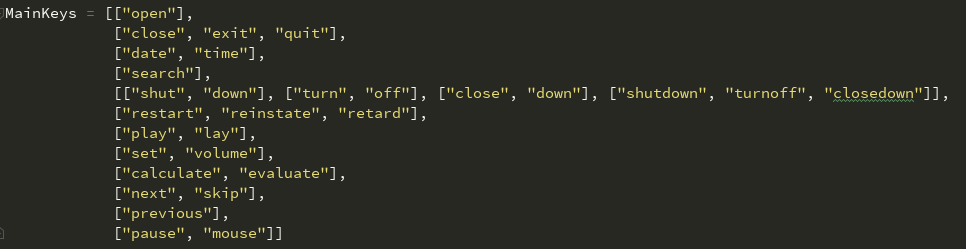 MainKeys = [["open"],
["close", "exit", "quit"],
["date", "time"],
["search"],
[["shut", "down"], ["turn", "off"], ["close", "down"], ["shutdown", "turnoff", "closedown"]],
["restart", "reinstate", "retard"],
["play", "lay"],
["set", "volume"],
["calculate", "evaluate"],
["next", "skip"],
["previous"],
["pause", "mouse"]]